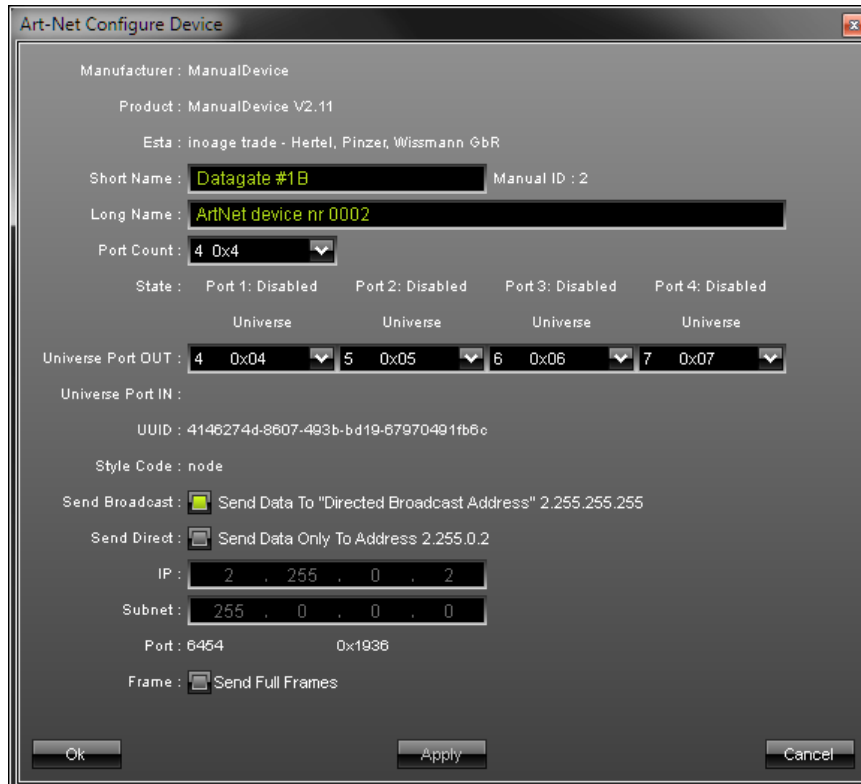 Art-Net Configure Device
Manufacturer : ManualDevice
Product : ManualDevice V2.11
Esta : inoage trade - Hertel, Pinzer, Wissmann GbR
Short Name : Datagate #1B Manual ID : 2
Long Name : ArtNet device nr 0002
Port Count : 4 0x4
State : Port 1: Disabled Port 2: Disabled Port 3: Disabled Port 4: Disabled
Universe Universe Universe Universe
Universe Port OUT : 4 0x04 5 0x05 6 0x06 7 0x07
Universe Port IN :
UUID : 4146274d-8607-493b-bd19-67970491fb6c
Style Code : node
Send Broadcast : Send Data To "Directed Broadcast Address" 2.255.255.255
Send Direct : Send Data Only To Address 2.255.0.2
IP : 2 . 255 . 0 . 2
Subnet : 255 . 0 . 0 . 0
Port : 6454 0x1936
Frame : Send Full Frames
Ok Apply Cancel